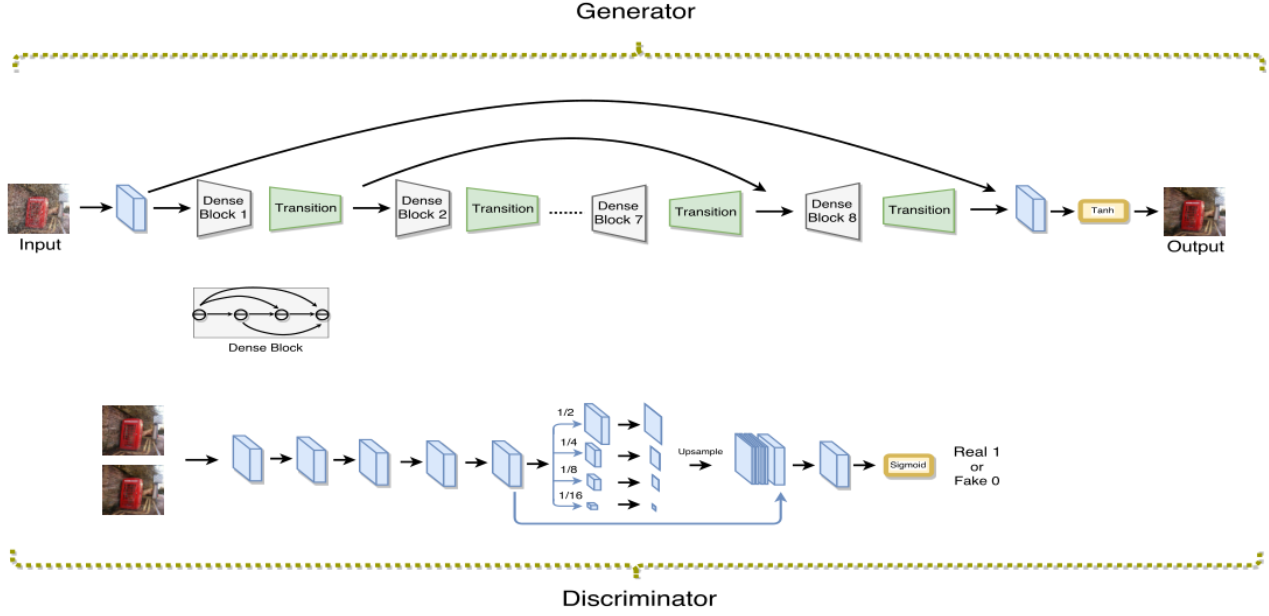 Generator
Input
Dense
Block 1
Transition
Dense
Block 2
Transition
Dense
Block 7
Transition
Dense
Block 8
Transition
Tanh
Output
Dense Block
1/2
1/4
1/8
1/16
Upsample
Sigmoid
Real 1
or
Fake 0
Discriminator